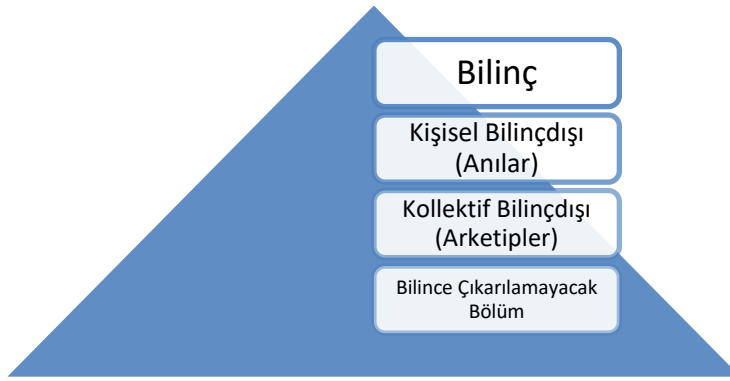 Bilinç
Kişisel Bilinçdışı
(Anılar)
Kollektif Bilinçdışı
(Arketipler)
Bilince Çıkarılamayacak
Bölüm